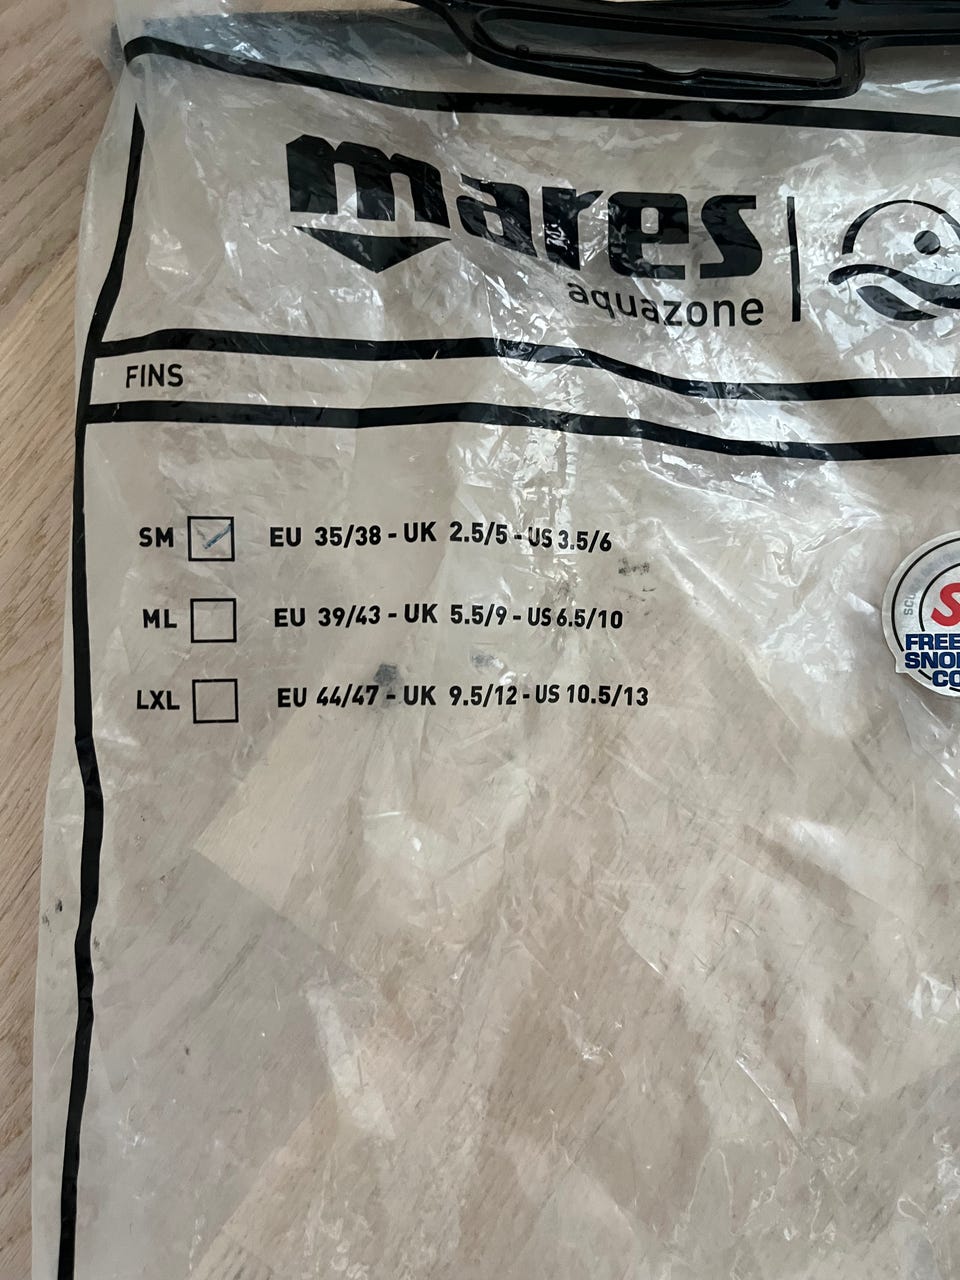 mares
aquazone
FINS
SM EU 35/38 - UK 2.5/5 - US 3.5/6
ML EU 39/43 - UK 5.5/9 - US 6.5/10
LXL EU 44/47 - UK 9.5/12 - US 10.5/13